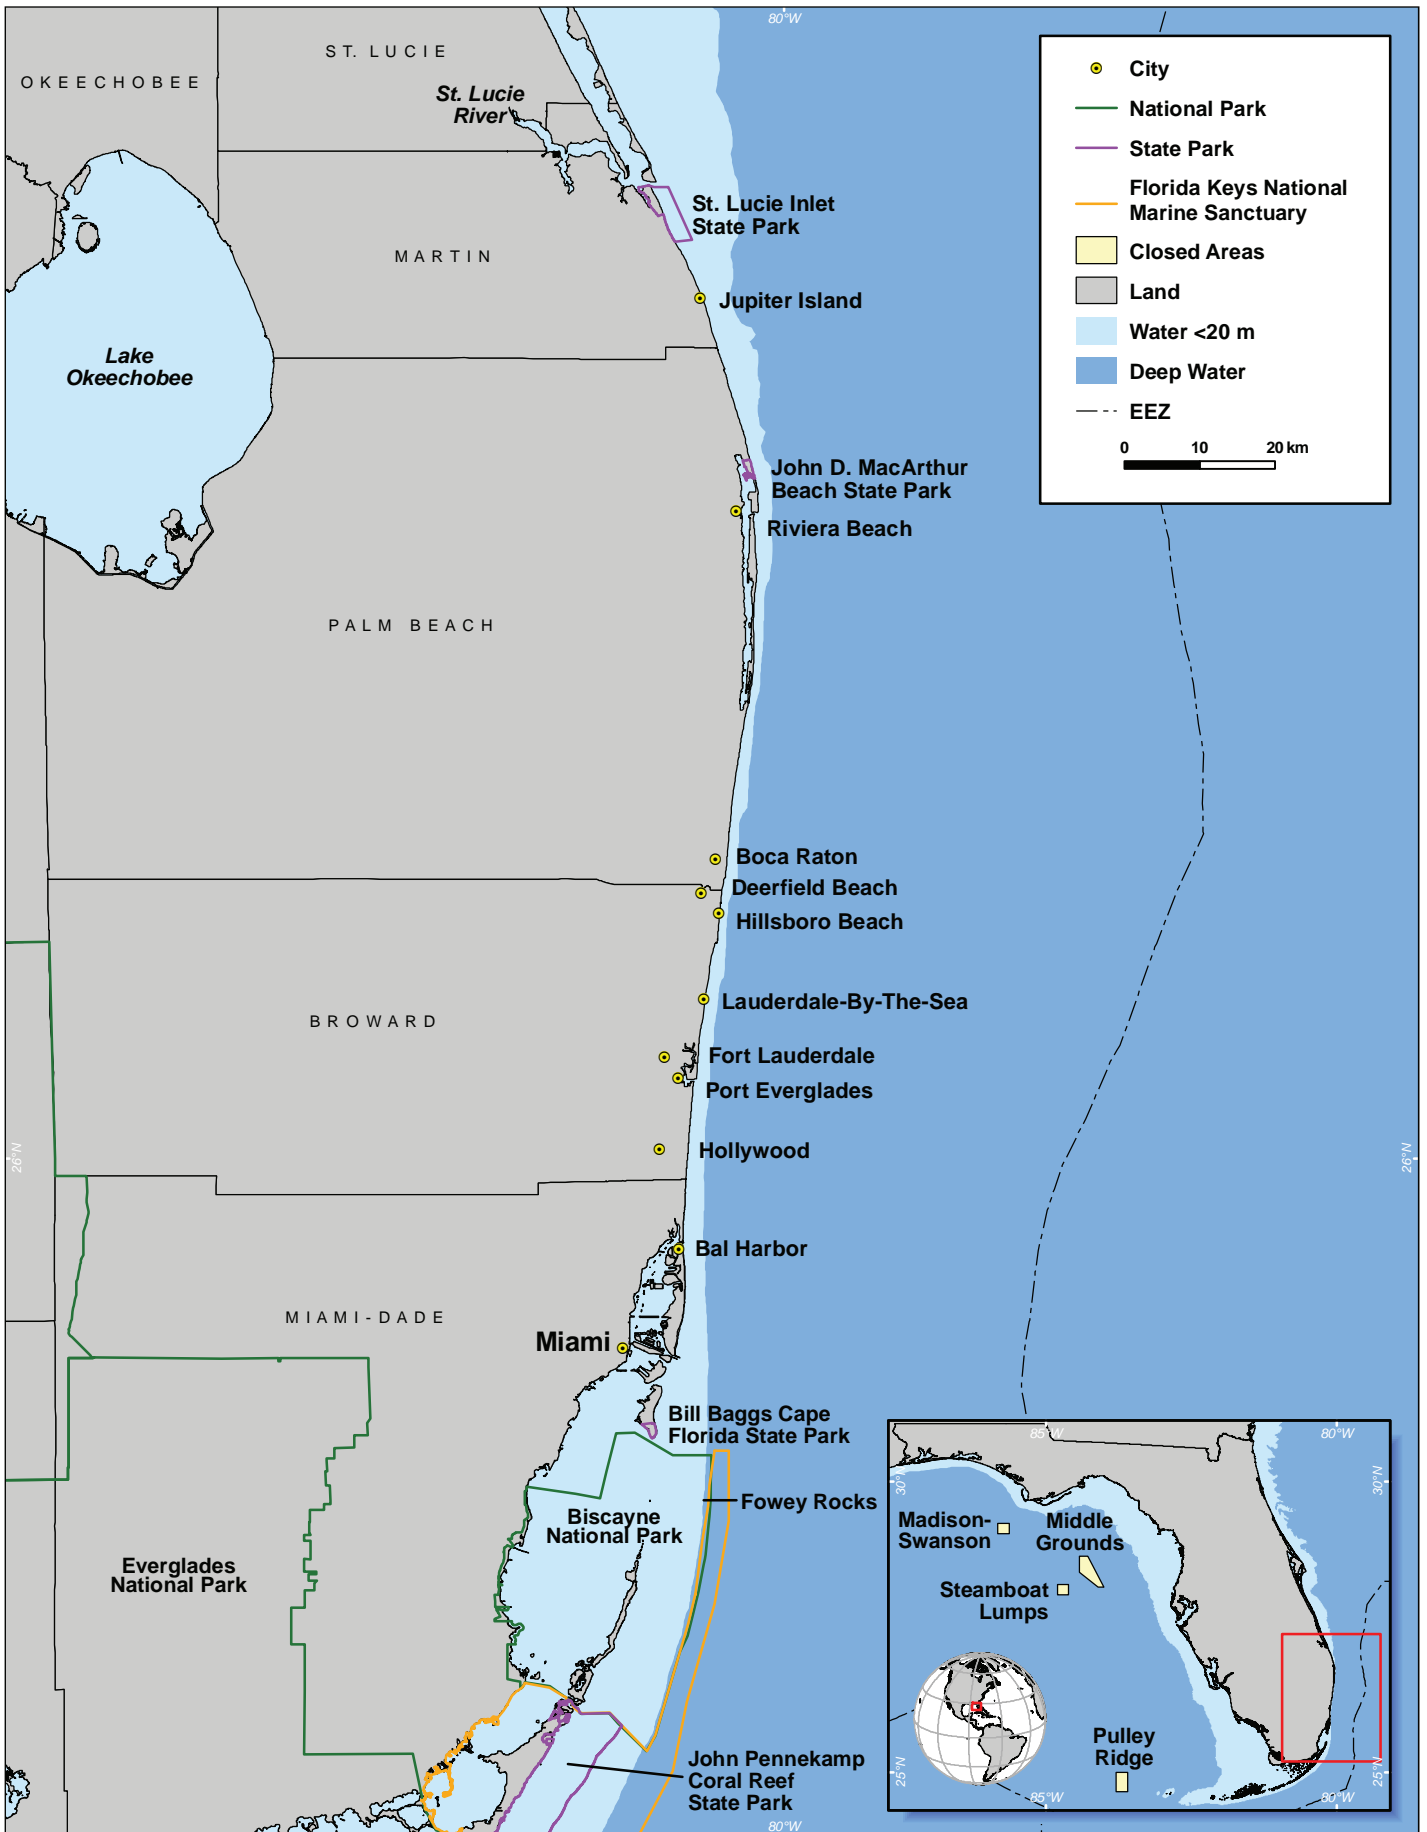 80°W
ST. LUCIE
OKEECHOBEE
St. Lucie
River
St. Lucie Inlet
State Park
MARTIN
Jupiter Island
Lake
Okeechobee
John D. MacArthur
Beach State Park
Riviera Beach
PALM BEACH
Boca Raton
Deerfield Beach
Hillsboro Beach
Lauderdale-By-The-Sea
BROWARD
Fort Lauderdale
Port Everglades
26°N
26°N
Hollywood
Bal Harbor
MIAMI-DADE
Miami
Bill Baggs Cape
Florida State Park
Fowey Rocks
Biscayne
National Park
Everglades
National Park
John Pennekamp
Coral Reef
State Park
80°W
City
National Park
State Park
Florida Keys National
Marine Sanctuary
Closed Areas
Land
Water <20 m
Deep Water
EEZ
0 10 20 km
85°W
80°W
30°N
30°N
Madison-
Swanson
Middle
Grounds
Steamboat
Lumps
Pulley
Ridge
25°N
25°N
85°W
80°W